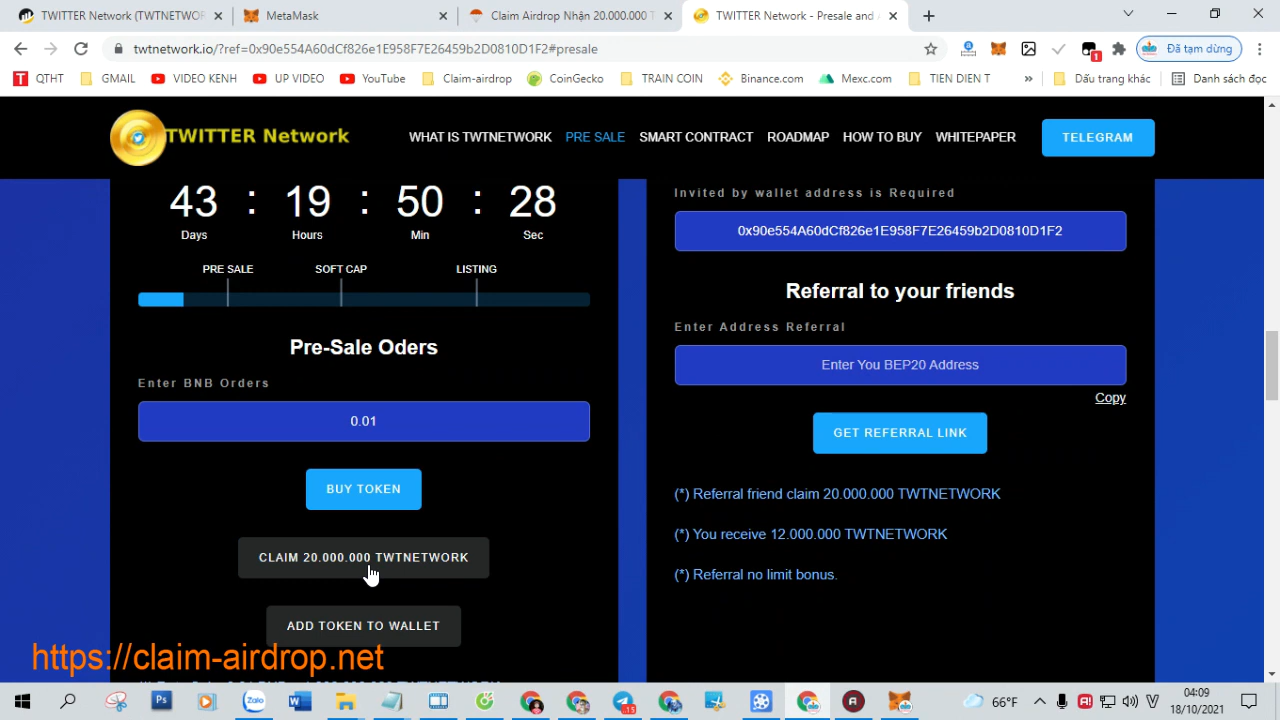 TWITTER Network (TWTNETWOR
MetaMask
Claim Airdrop Nhận 20.000.000 T
TWITTER Network - Presale and A
twtnetwork.io/?ref=0x90e554A60dCf826e1E958F7E26459b2D0810D1F2#presale
1
Đã tạm dừng
T QTHT
GMAIL
VIDEO KENH
UP VIDEO
YouTube
Claim-airdrop
CoinGecko
TRAIN COIN
Binance.com
Mexc.com
TIEN DIEN T
»
Dấu trang khác
Danh sách đọc
TWITTER Network
WHAT IS TWTNETWORK
PRE SALE
SMART CONTRACT
ROADMAP
HOW TO BUY
WHITEPAPER
TELEGRAM
43 : 19 : 50 : 28
Days Hours Min Sec
PRE SALE SOFT CAP LISTING
Pre-Sale Oders
Enter BNB Orders
0.01
BUY TOKEN
CLAIM 20.000.000 TWTNETWORK
ADD TOKEN TO WALLET
Invited by wallet address is Required
0x90e554A60dCf826e1E958F7E26459b2D0810D1F2
Referral to your friends
Enter Address Referral
Enter You BEP20 Address
Copy
GET REFERRAL LINK
(*) Referral friend claim 20.000.000 TWTNETWORK
(*) You receive 12.000.000 TWTNETWORK
(*) Referral no limit bonus.
https://claim-airdrop.net
Zalo
15
66°F
04:09
18/10/2021